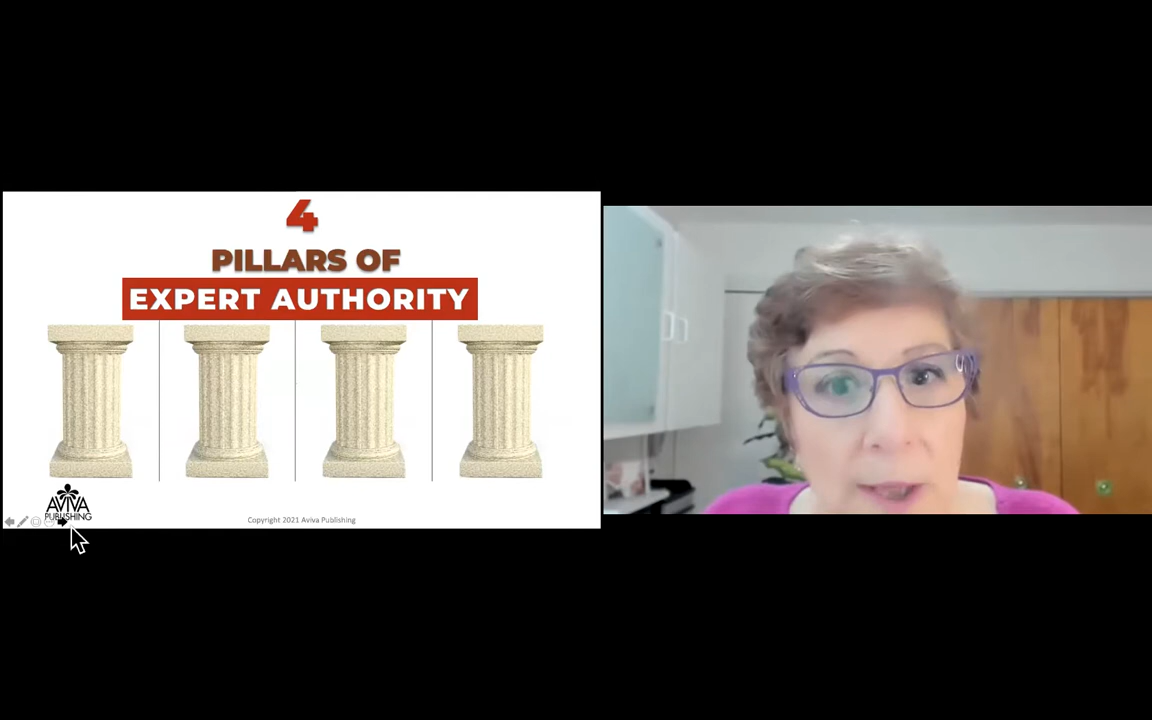 4
PILLARS OF
EXPERT AUTHORITY
AVIVA
PUBLISHING
Copyright 2021 Aviva Publishing